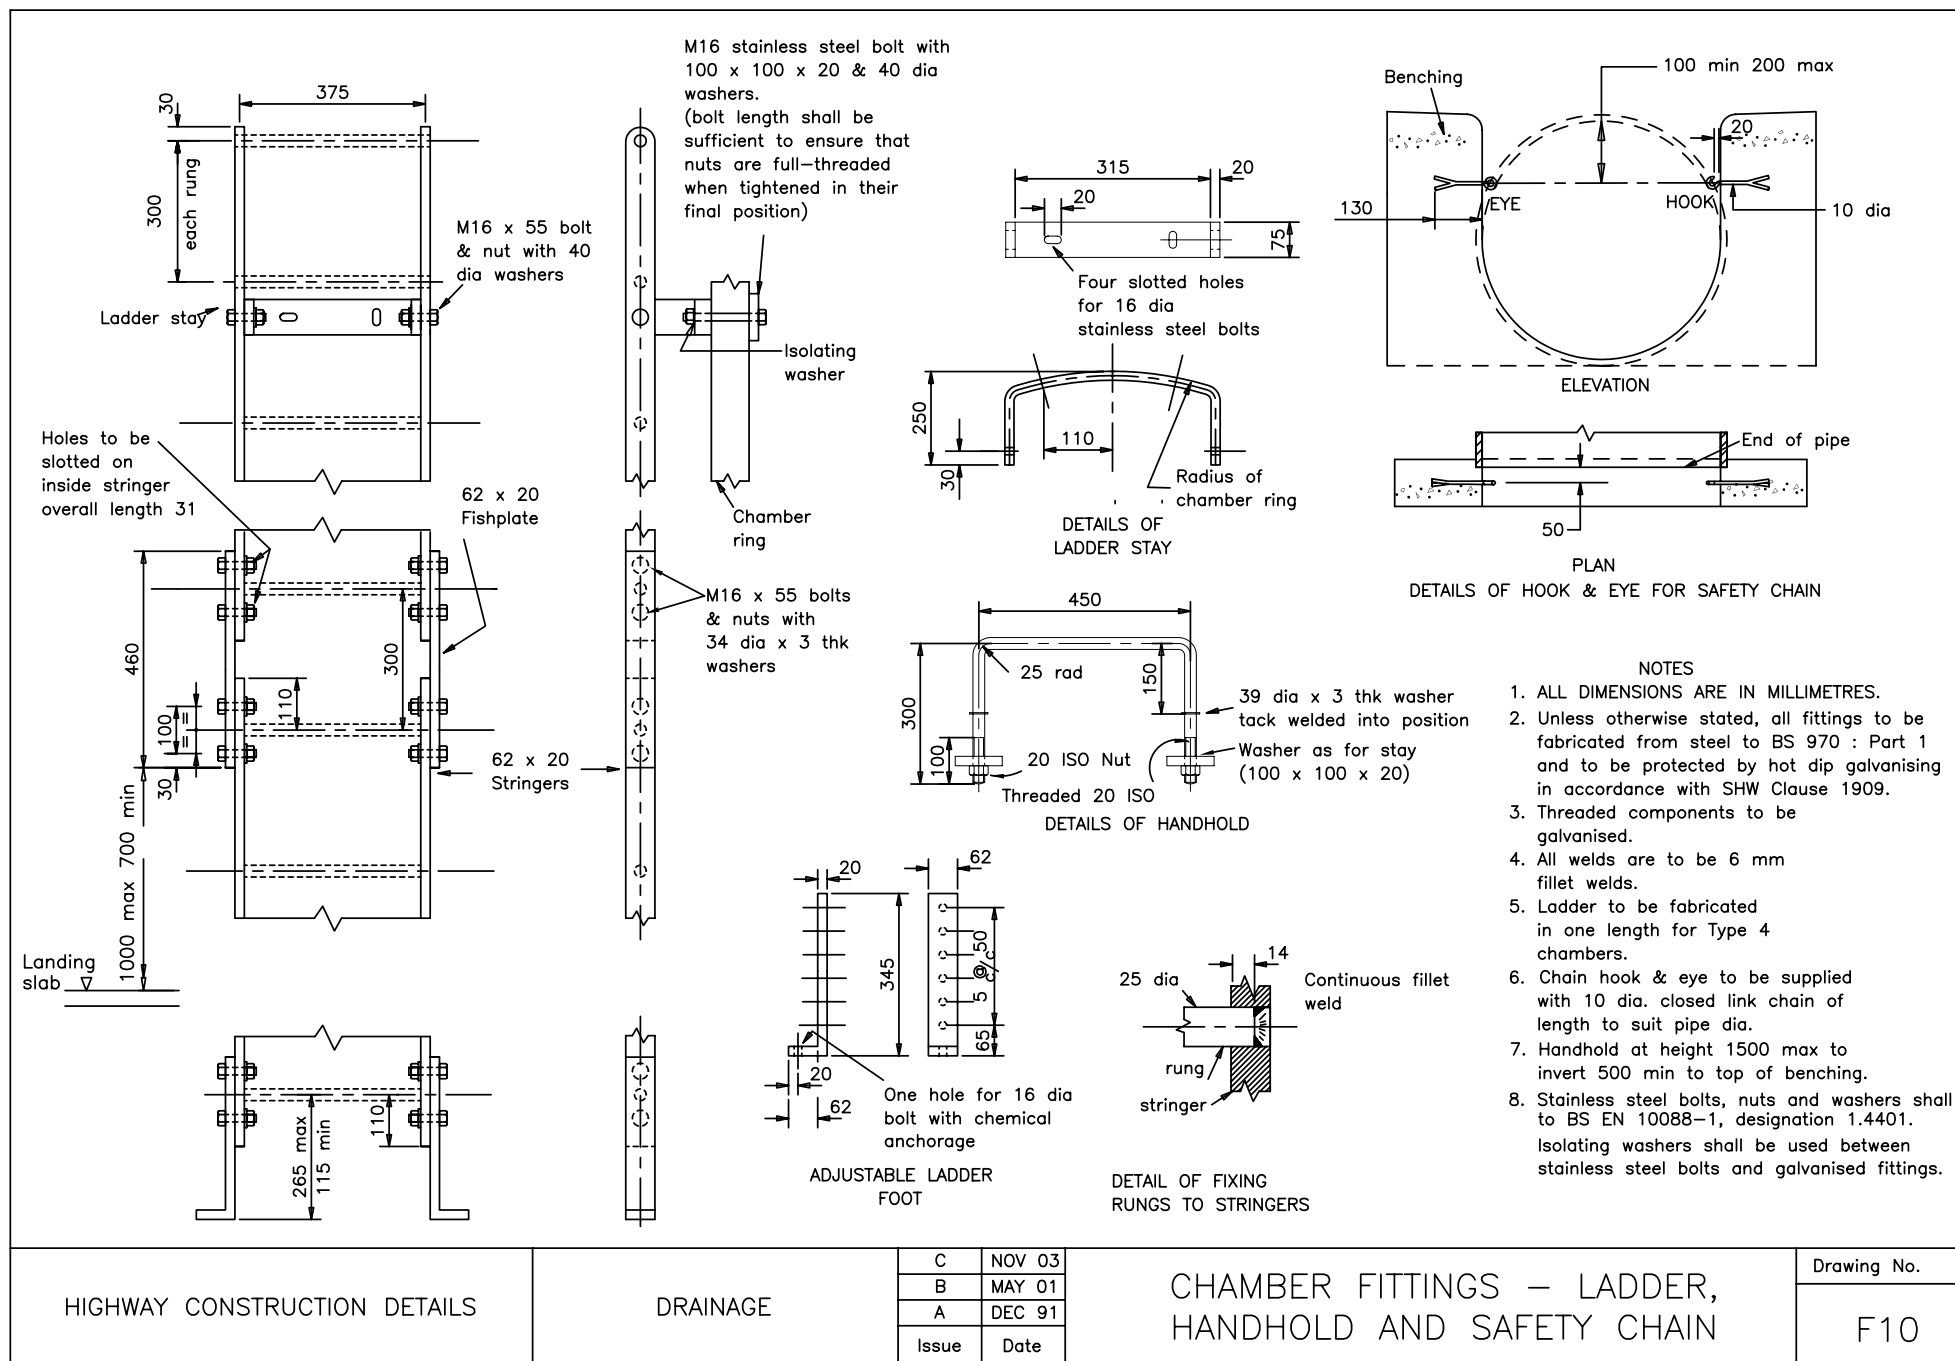 30
375
300
each rung
Ladder stay
M16 x 55 bolt
& nut with 40
dia washers
M16 stainless steel bolt with
100 x 100 x 20 & 40 dia
washers.
(bolt length shall be
sufficient to ensure that
nuts are full-threaded
when tightened in their
final position)
Isolating
washer
Chamber
ring
Holes to be
slotted on
inside stringer
overall length 31
62 x 20
Fishplate
460
300
110
100
=
=
30
1000 max 700 min
62 x 20
Stringers
M16 x 55 bolts
& nuts with
34 dia x 3 thk
washers
Landing
slab
265 max
115 min
110
315
20
20
75
Four slotted holes
for 16 dia
stainless steel bolts
250
30
110
Radius of
chamber ring
DETAILS OF
LADDER STAY
450
25 rad
150
300
100
39 dia x 3 thk washer
tack welded into position
20 ISO Nut
Washer as for stay
(100 x 100 x 20)
Threaded 20 ISO
DETAILS OF HANDHOLD
20
62
345
5 @ 50
c/c
65
20
62
One hole for 16 dia
bolt with chemical
anchorage
ADJUSTABLE LADDER
FOOT
14
25 dia
Continuous fillet
weld
rung
stringer
DETAIL OF FIXING
RUNGS TO STRINGERS
Benching
100 min 200 max
20
130
EYE
HOOK
10 dia
ELEVATION
End of pipe
50
PLAN
DETAILS OF HOOK & EYE FOR SAFETY CHAIN
NOTES
1. ALL DIMENSIONS ARE IN MILLIMETRES.
2. Unless otherwise stated, all fittings to be
fabricated from steel to BS 970 : Part 1
and to be protected by hot dip galvanising
in accordance with SHW Clause 1909.
3. Threaded components to be
galvanised.
4. All welds are to be 6 mm
fillet welds.
5. Ladder to be fabricated
in one length for Type 4
chambers.
6. Chain hook & eye to be supplied
with 10 dia. closed link chain of
length to suit pipe dia.
7. Handhold at height 1500 max to
invert 500 min to top of benching.
8. Stainless steel bolts, nuts and washers shall
to BS EN 10088-1, designation 1.4401.
Isolating washers shall be used between
stainless steel bolts and galvanised fittings.
HIGHWAY CONSTRUCTION DETAILS
DRAINAGE
C NOV 03
B MAY 01
A DEC 91
Issue Date
CHAMBER FITTINGS - LADDER,
HANDHOLD AND SAFETY CHAIN
Drawing No.
F10